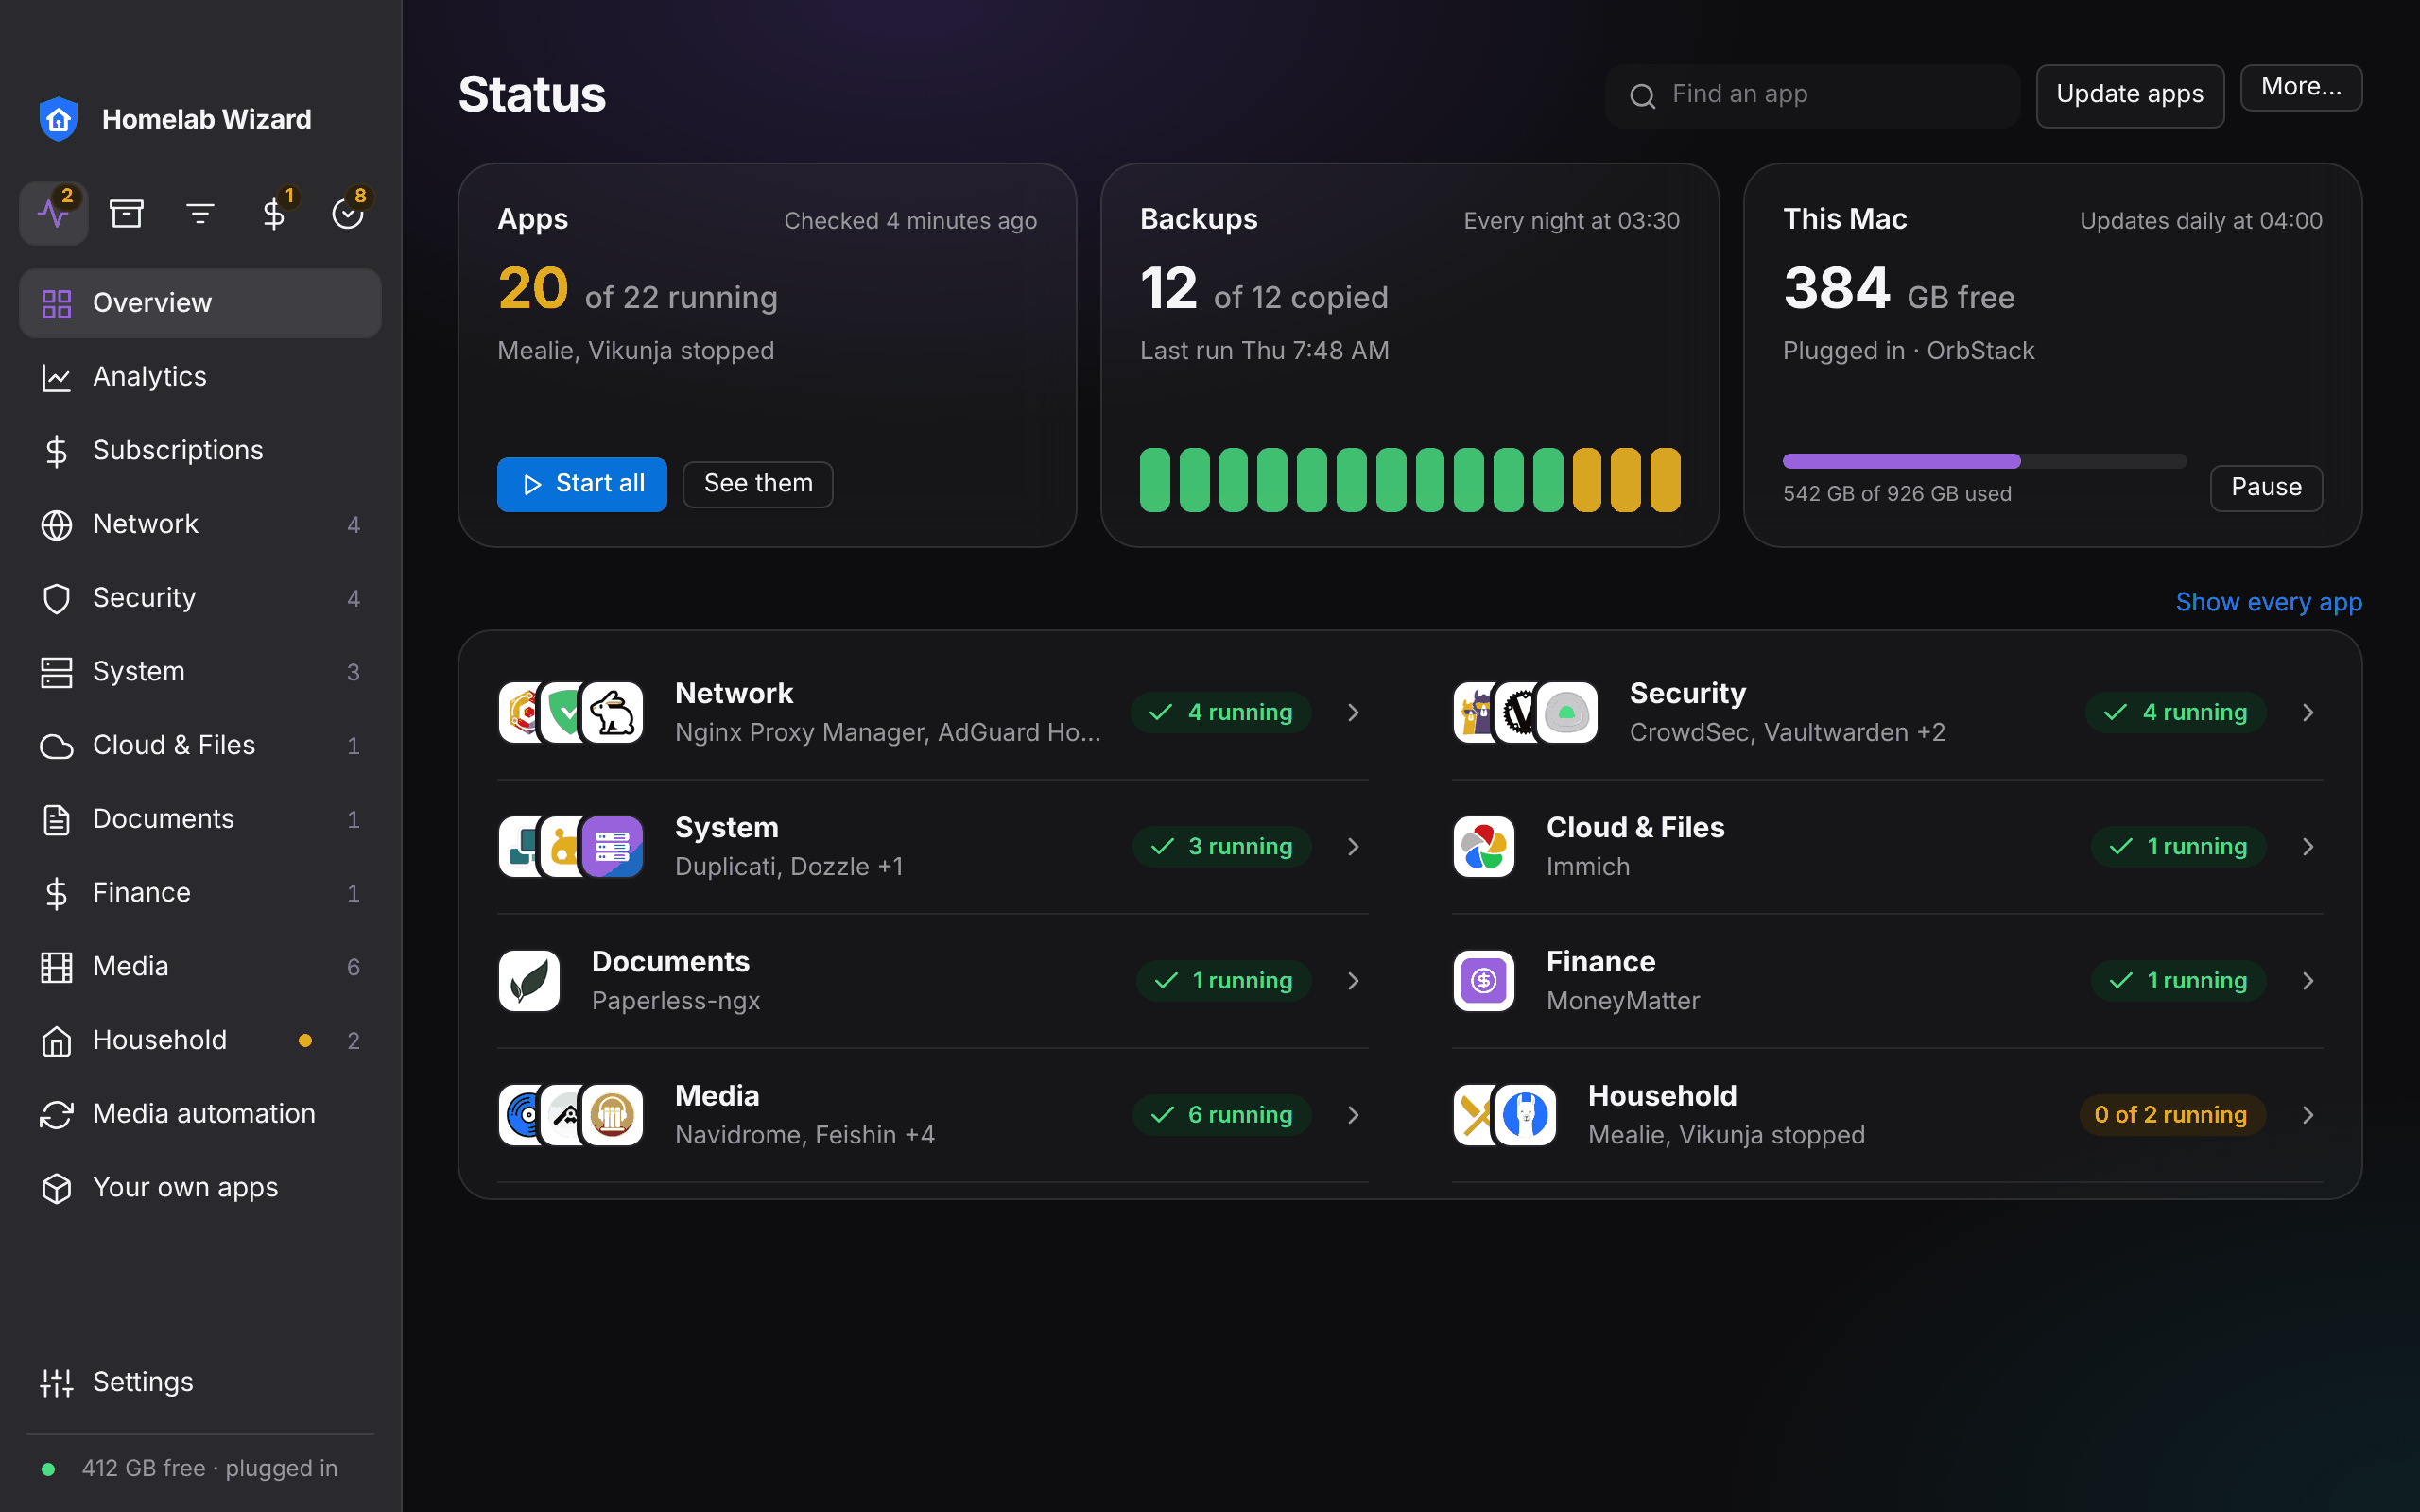 Homelab Wizard
2
1
8
Overview
Analytics
Subscriptions
Network 4
Security 4
System 3
Cloud & Files 1
Documents 1
Finance 1
Media 6
Household 2
Media automation
Your own apps
Settings
412 GB free · plugged in
Status
Find an app
Update apps
More...
Apps
Checked 4 minutes ago
20 of 22 running
Mealie, Vikunja stopped
Start all
See them
Backups
Every night at 03:30
12 of 12 copied
Last run Thu 7:48 AM
This Mac
Updates daily at 04:00
384 GB free
Plugged in · OrbStack
542 GB of 926 GB used
Pause
Show every app
Network
Nginx Proxy Manager, AdGuard Ho...
4 running
Security
CrowdSec, Vaultwarden +2
4 running
System
Duplicati, Dozzle +1
3 running
Cloud & Files
Immich
1 running
Documents
Paperless-ngx
1 running
Finance
MoneyMatter
1 running
Media
Navidrome, Feishin +4
6 running
Household
Mealie, Vikunja stopped
0 of 2 running